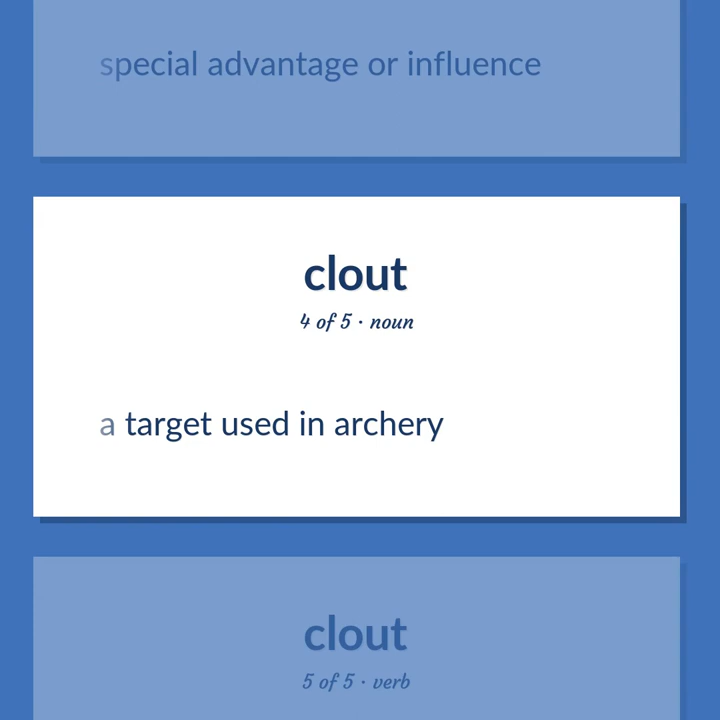 special advantage or influence
clout
4 of 5 · noun
a target used in archery
clout
5 of 5 · verb